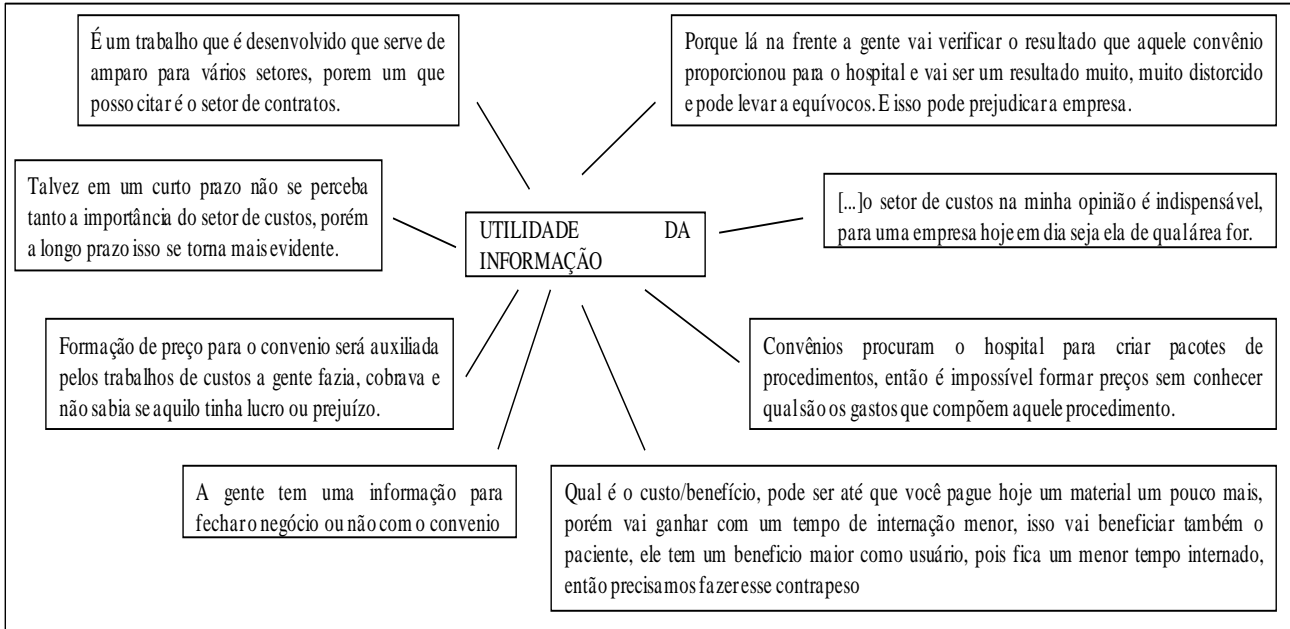 É um trabalho que é desenvolvido que serve de
amparo para vários setores, porem um que
posso citar é o setor de contratos.
Porque lá na frente a gente vai verificar o resultado que aquele convênio
proporcionou para o hospital e vai ser um resultado muito, muito distorcido
e pode levar a equívocos. E isso pode prejudicar a empresa.
Talvez em um curto prazo não se perceba
tanto a importância do setor de custos, porém
a longo prazo isso se torna mais evidente.
[...]o setor de custos na minha opinião é indispensável,
para uma empresa hoje em dia seja ela de qual área for.
UTILIDADE DA
INFORMAÇÃO
Formação de preço para o convenio será auxiliada
pelos trabalhos de custos a gente fazia, cobrava e
não sabia se aquilo tinha lucro ou prejuízo.
Convênios procuram o hospital para criar pacotes de
procedimentos, então é impossível formar preços sem conhecer
qual são os gastos que compõem aquele procedimento.
A gente tem uma informação para
fechar o negócio ou não com o convenio
Qual é o custo/benefício, pode ser até que você pague hoje um material um pouco mais,
porém vai ganhar com um tempo de internação menor, isso vai beneficiar também o
paciente, ele tem um beneficio maior como usuário, pois fica um menor tempo internado,
então precisamos fazer esse contrapeso